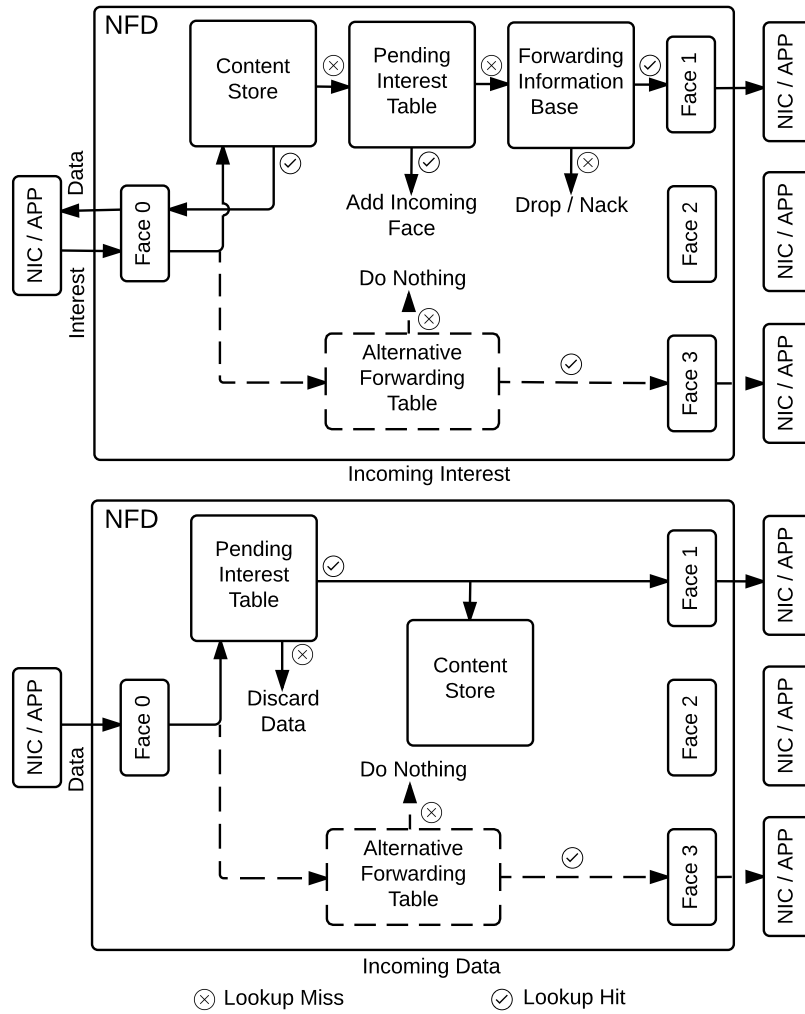 NFD
Content
Store
Pending
Interest
Table
Forwarding
Information
Base
Face 1
NIC / APP
Data
NIC / APP
Interest
Face 0
Add Incoming
Face
Drop / Nack
Face 2
NIC / APP
Do Nothing
Alternative
Forwarding
Table
Face 3
NIC / APP
Incoming Interest
NFD
Pending
Interest
Table
Face 1
NIC / APP
Content
Store
NIC / APP
Data
Face 0
Discard
Data
Face 2
NIC / APP
Do Nothing
Alternative
Forwarding
Table
Face 3
NIC / APP
Incoming Data
Lookup Miss
Lookup Hit